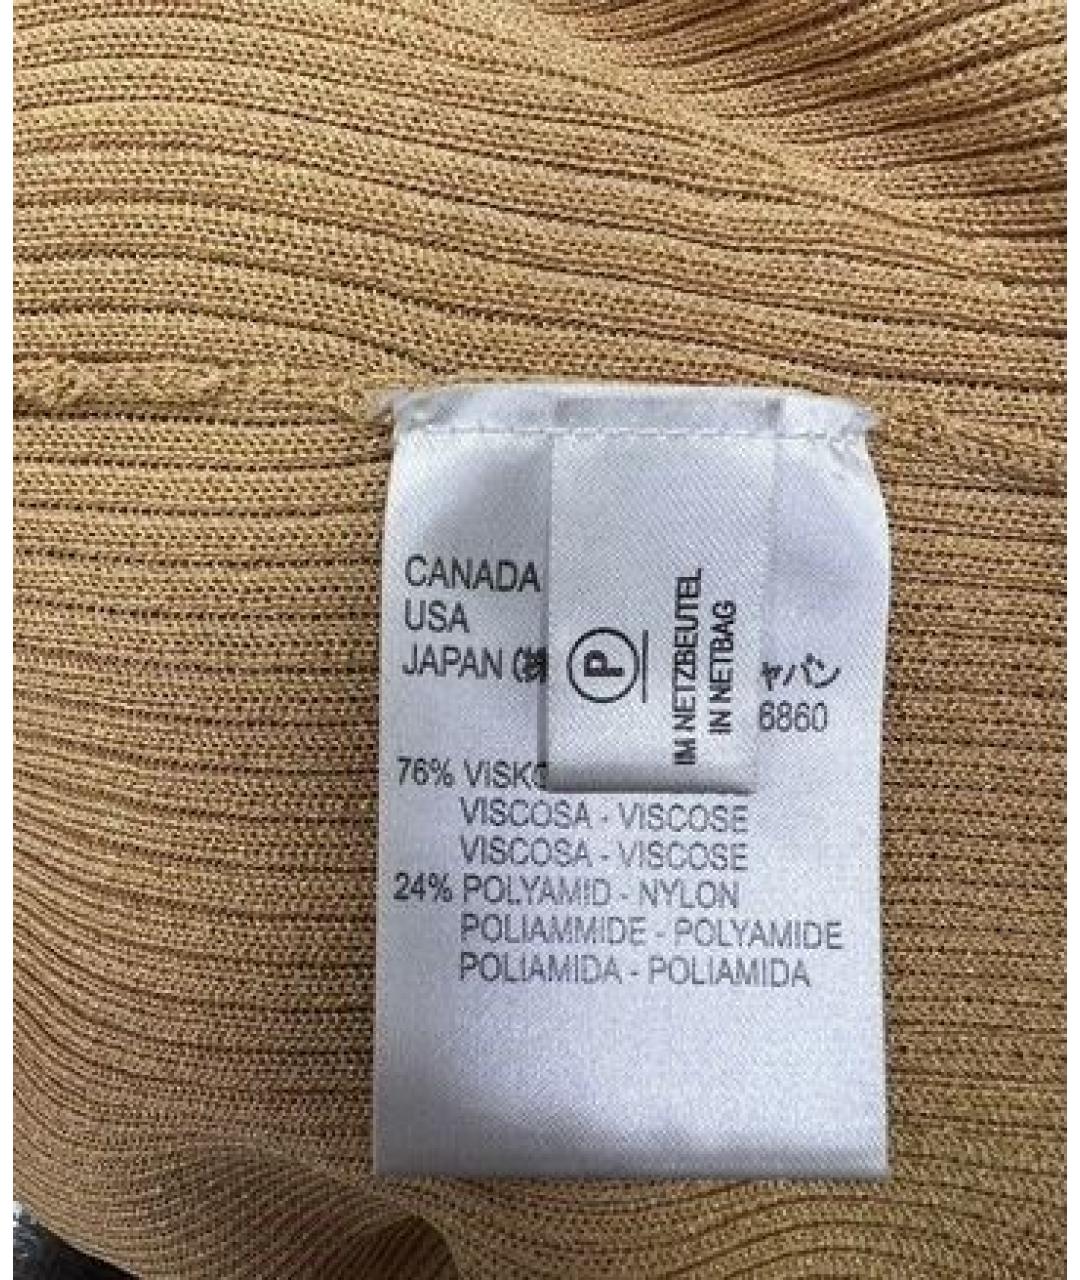 CANADA
USA
JAPAN
ャパン
6860
P
IM NETZBEUTEL
IN NETBAG
76%
VISCOSA - VISCOSE
VISCOSA - VISCOSE
24% POLYAMID - NYLON
POLIAMMIDE - POLYAMIDE
POLIAMIDA - POLIAMIDA